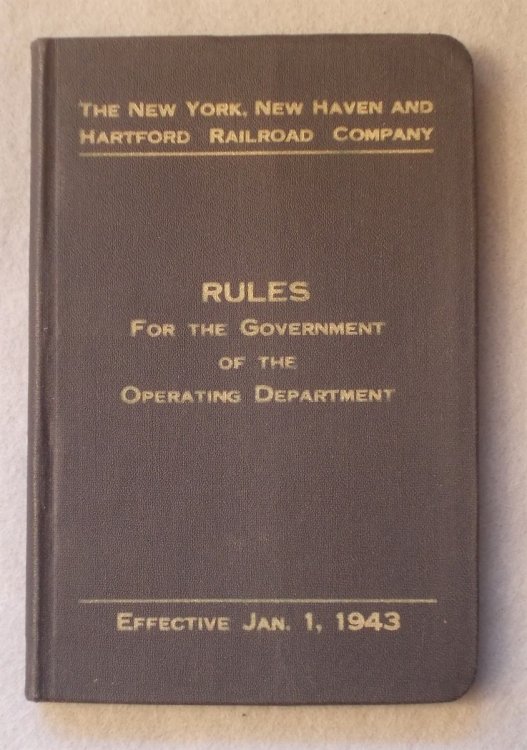 THE NEW YORK, NEW HAVEN AND
HARTFORD RAILROAD COMPANY
RULES
FOR THE GOVERNMENT
OF THE
OPERATING DEPARTMENT
EFFECTIVE JAN. 1, 1943